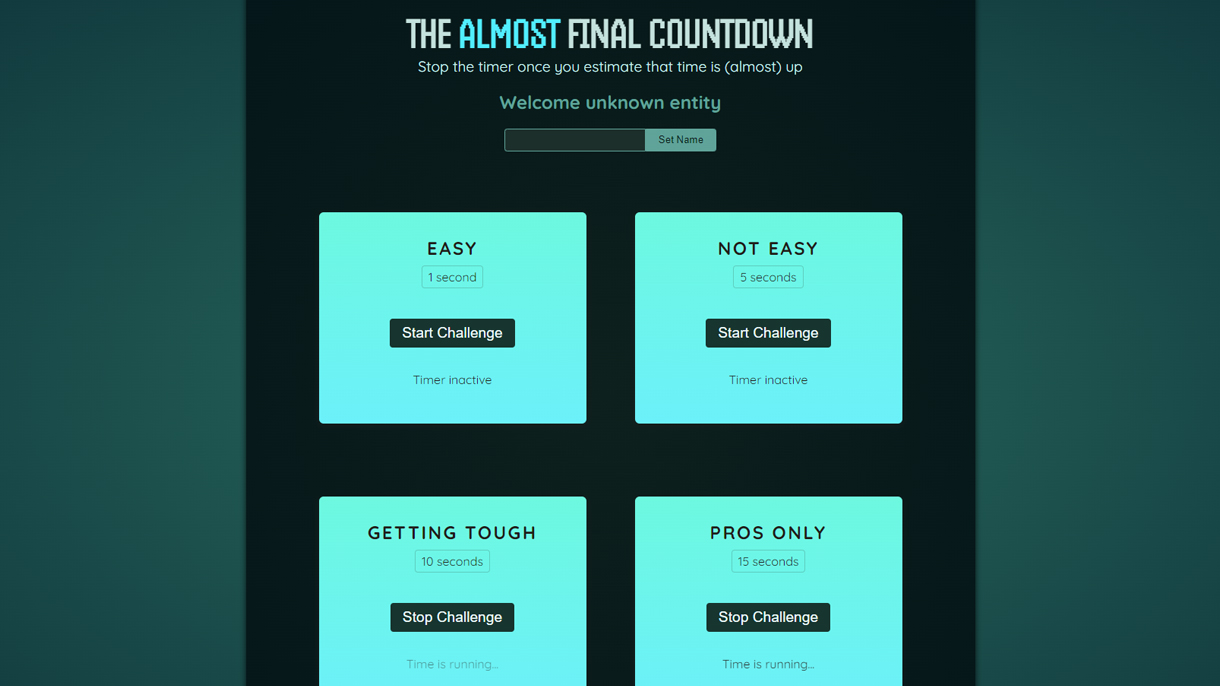 THE ALMOST FINAL COUNTDOWN
Stop the timer once you estimate that time is (almost) up
Welcome unknown entity
Set Name
EASY
1 second
Start Challenge
Timer inactive
NOT EASY
5 seconds
Start Challenge
Timer inactive
GETTING TOUGH
10 seconds
Stop Challenge
Time is running...
PROS ONLY
15 seconds
Stop Challenge
Time is running...